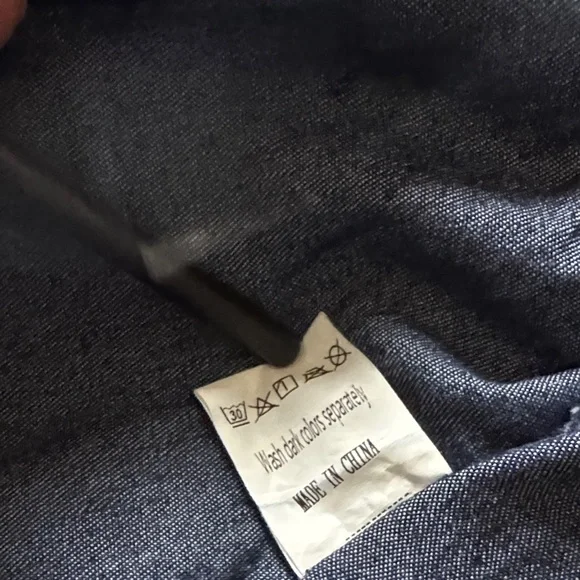 30
Wash dark colors separately
MADE IN CHINA